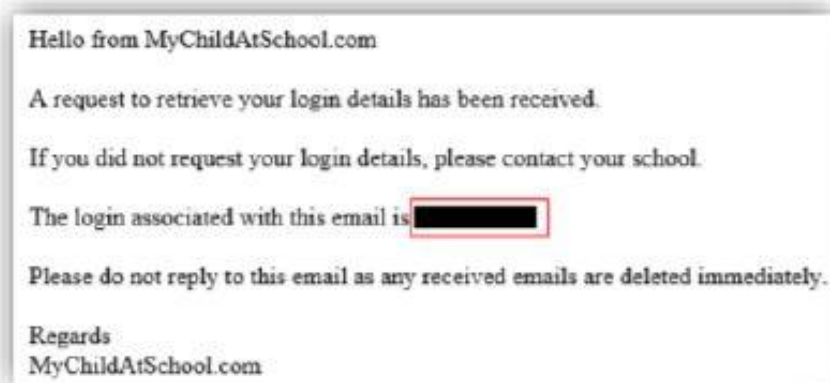 Hello from MyChildAtSchool.com
A request to retrieve your login details has been received.
If you did not request your login details, please contact your school.
The login associated with this email is
Please do not reply to this email as any received emails are deleted immediately.
Regards
MyChildAtSchool.com